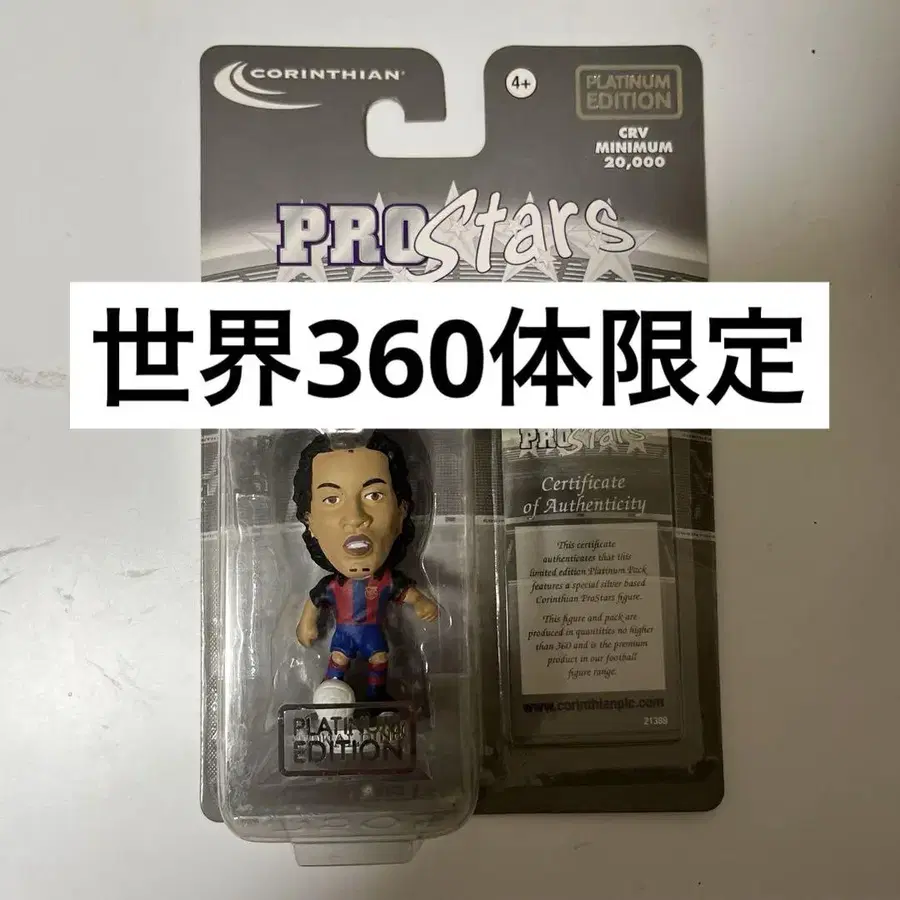 CORINTHIAN
4+
PLATINUM
EDITION
CRV
MINIMUM
20,000
PROStars
世界360体限定
PROStars
Certificate
of Authenticity
This certificate
authenticates that this
limited edition Platinum Pack
features a special silver based
Corinthian ProStars figure.
This figure and pack are
produced in quantities no higher
than 360 and is the premium
product in our football
figure range.
www.corinthianplc.com
21388
PLATINUM
EDITION